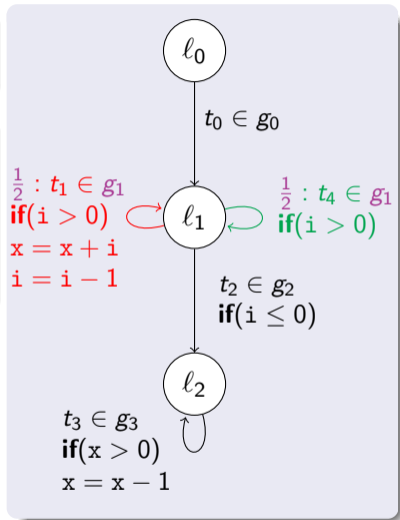 ℓ₀
t₀ ∈ g₀
½ : t₁ ∈ g₁
if(i > 0)
x = x + i
i = i − 1
ℓ₁
½ : t₄ ∈ g₁
if(i > 0)
t₂ ∈ g₂
if(i ≤ 0)
ℓ₂
t₃ ∈ g₃
if(x > 0)
x = x − 1